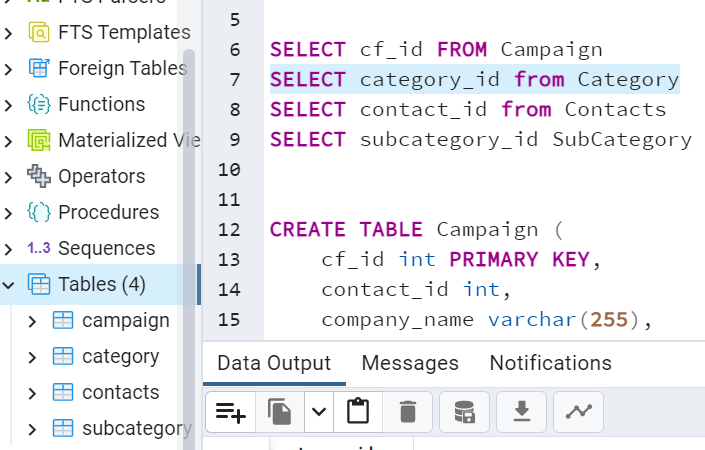 FTS Templates
Foreign Tables
Functions
Materialized Vie
Operators
Procedures
1..3 Sequences
Tables (4)
campaign
category
contacts
subcategory
5
6 SELECT cf_id FROM Campaign
7 SELECT category_id from Category
8 SELECT contact_id from Contacts
9 SELECT subcategory_id SubCategory
10
11
12 CREATE TABLE Campaign (
13 cf_id int PRIMARY KEY,
14 contact_id int,
15 company_name varchar(255),
Data Output Messages Notifications